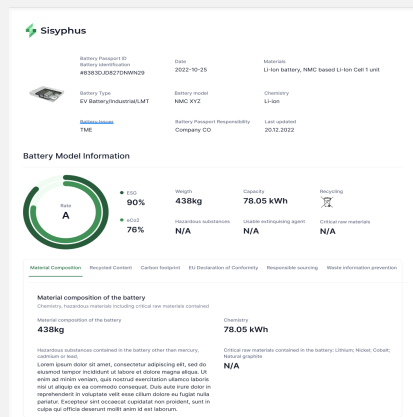 Sisyphus
Battery Passport ID
Battery Identification
#8383DJD827DNWN29
Date
2022-10-25
Materials
Li-Ion battery, NMC based Li-Ion Cell 1 unit
Battery Type
EV Battery/Industrial/LMT
Battery model
NMC XYZ
Chemistry
Li-ion
Battery Issuer
TME
Battery Passport Responsibility
Company CO
Last updated
20.12.2022
Battery Model Information
Rate
A
ESG
90%
eCo2
76%
Weigth
438kg
Capacity
78.05 kWh
Recycling
Hazardous substances
N/A
Usable extinquising agent
N/A
Critical raw materials
N/A
Material Composition Recycled Content Carbon footprint EU Declaration of Conformity Responsible sourcing Waste information prevention
Material composition of the battery
Chemistry, hazardous materials including critical raw materials contained
Material composition of the battery
438kg
Chemistry
78.05 kWh
Hazardous substances contained in the battery other than mercury,
cadmium or lead.
Lorem ipsum dolor sit amet, consectetur adipiscing elit, sed do
eiusmod tempor incididunt ut labore et dolore magna aliqua. Ut
enim ad minim veniam, quis nostrud exercitation ullamco laboris
nisi ut aliquip ex ea commodo consequat. Duis aute irure dolor in
reprehenderit in voluptate velit esse cillum dolore eu fugiat nulla
pariatur. Excepteur sint occaecat cupidatat non proident, sunt in
culpa qui officia deserunt mollit anim id est laborum.
Critical raw materials contained in the battery: Lithium; Nickel; Cobalt;
Natural graphite
N/A